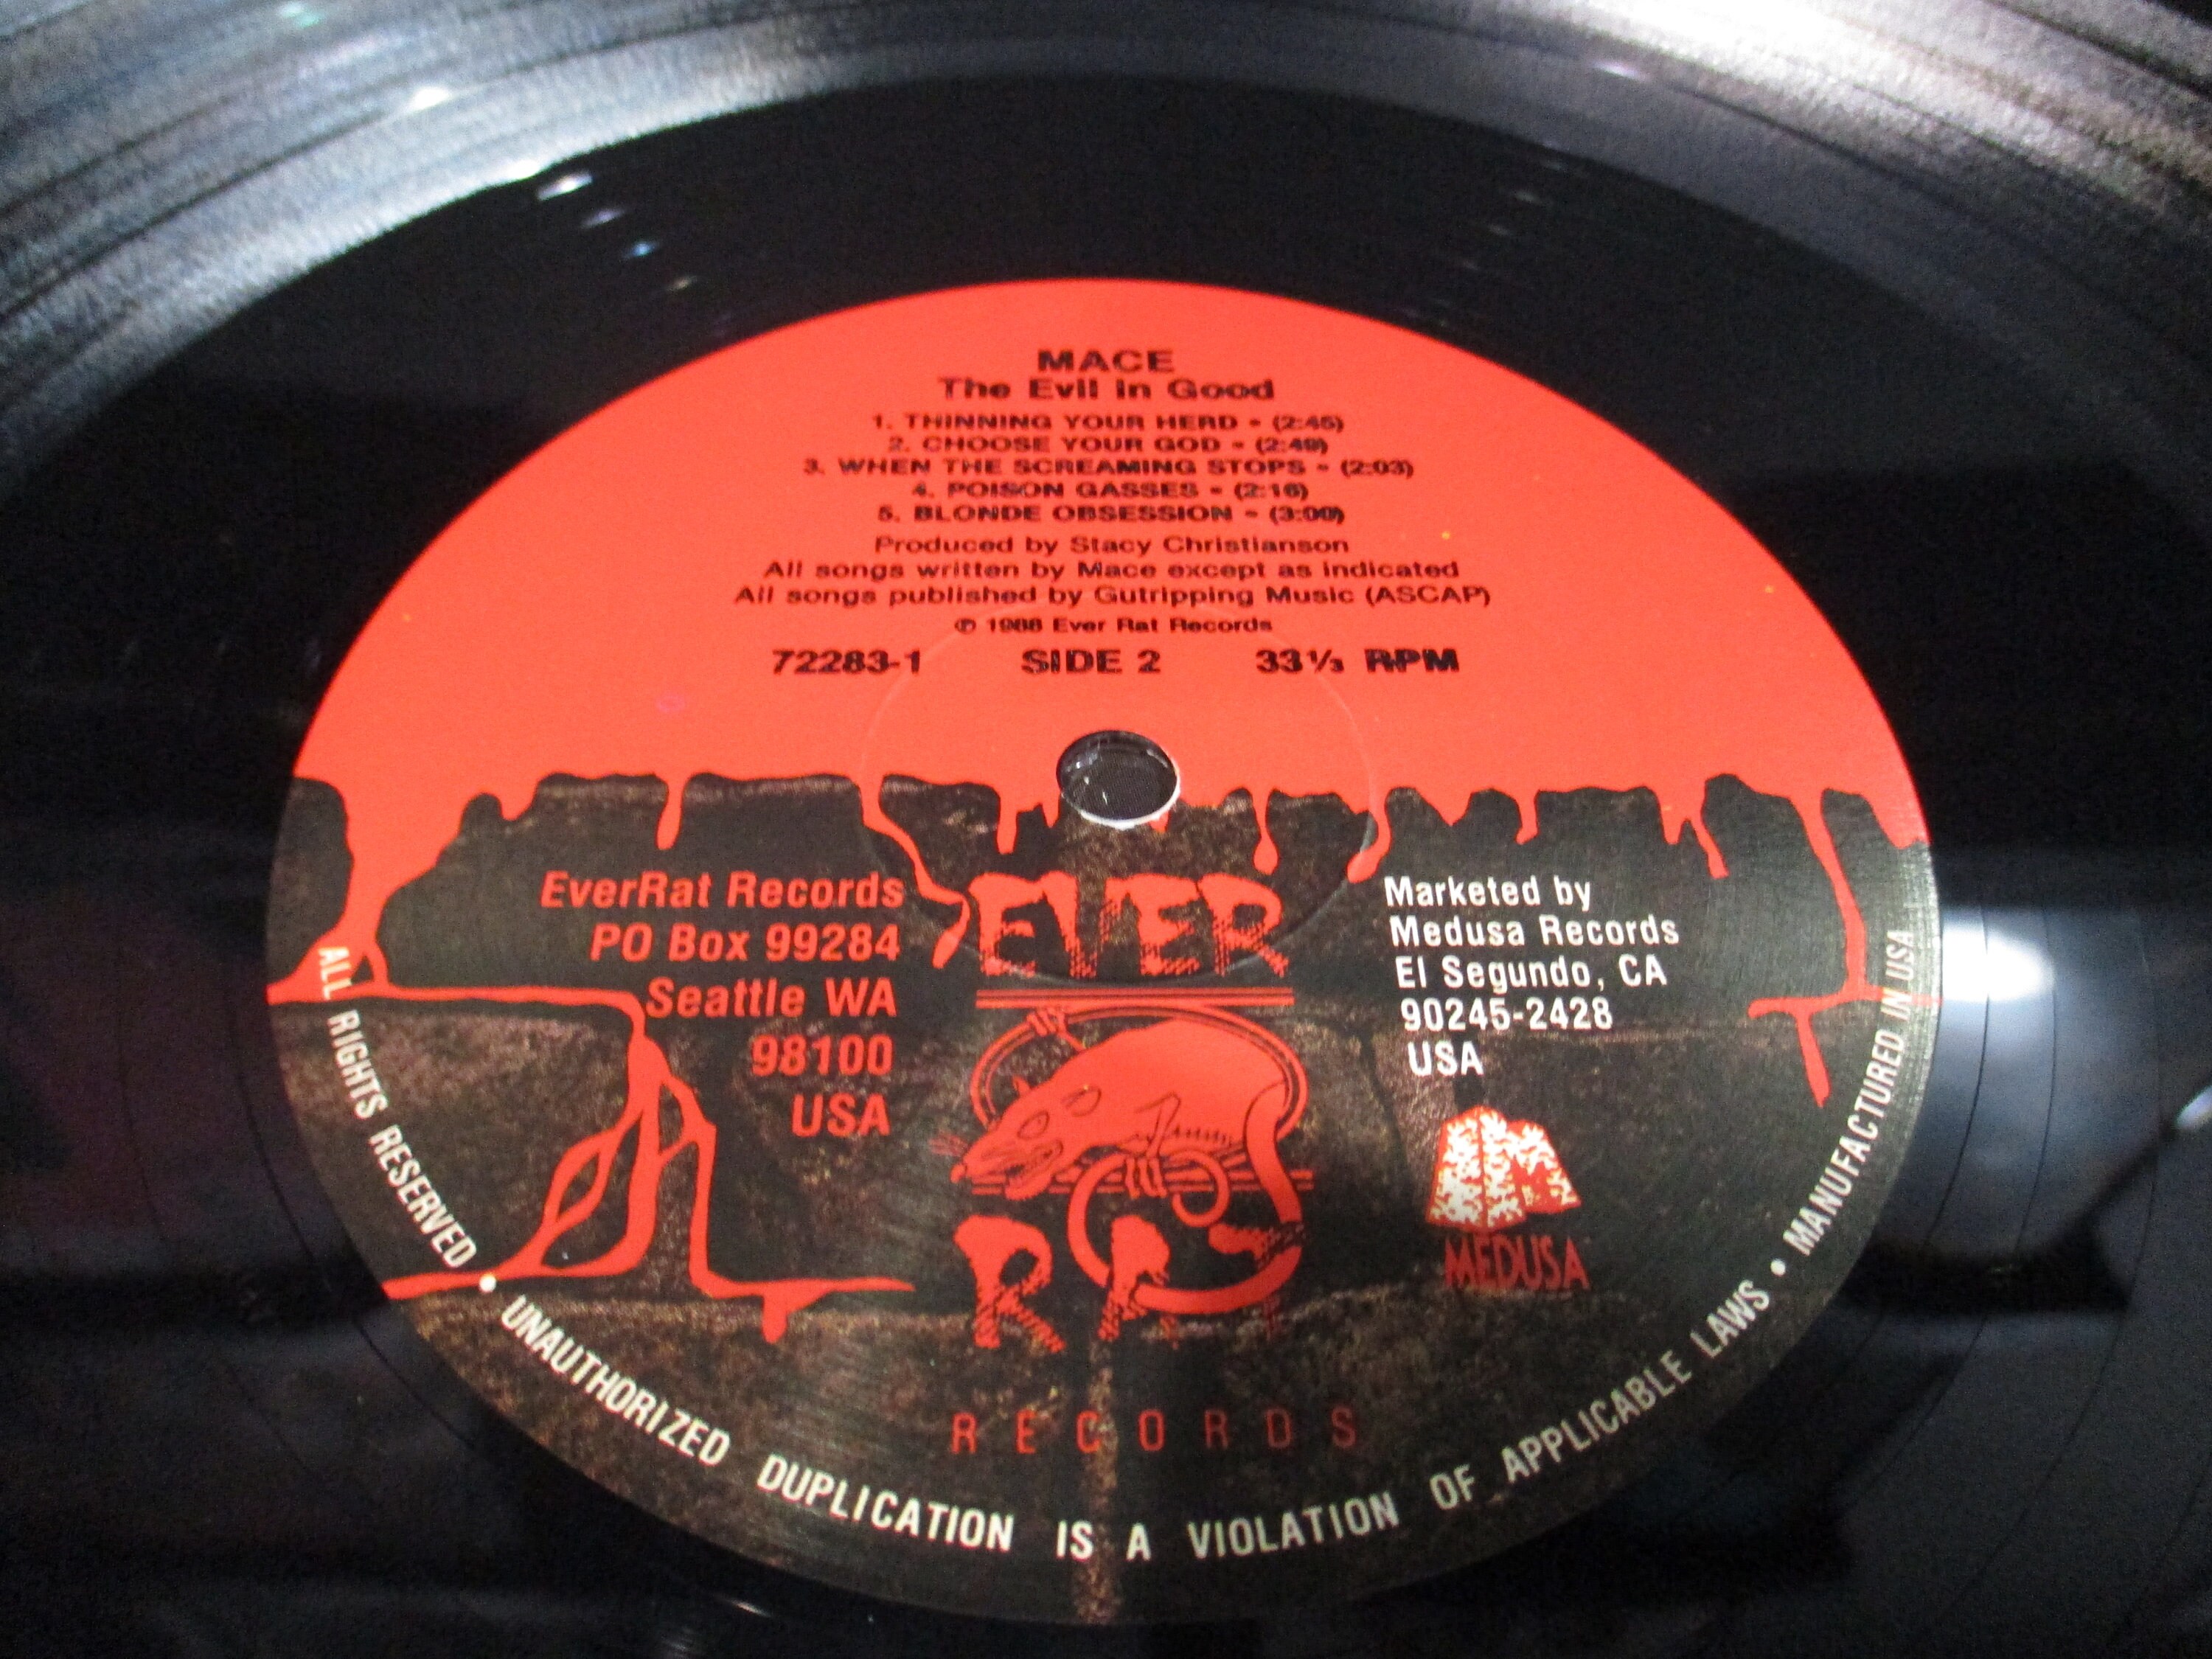 MACE
The Evil in Good
1. THINNING YOUR HERD - (2:45)
2. CHOOSE YOUR GOD - (2:49)
3. WHEN THE SCREAMING STOPS - (2:03)
4. POISON GASSES - (2:16)
5. BLONDE OBSESSION - (3:00)
Produced by Stacy Christianson
All songs written by Mace except as indicated
All songs published by Gutripping Music (ASCAP)
℗ 1988 Ever Rat Records
72283-1 SIDE 2 33⅓ RPM
EverRat Records
PO Box 99284
Seattle WA
98100
USA
EVER
RAT
RECORDS
Marketed by
Medusa Records
El Segundo, CA
90245-2428
USA
MEDUSA
ALL RIGHTS RESERVED • UNAUTHORIZED DUPLICATION IS A VIOLATION OF APPLICABLE LAWS • MANUFACTURED IN USA